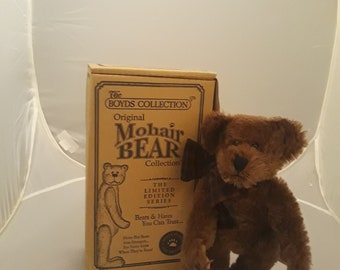 The
BOYDS COLLECTION
Original
Mohair
BEAR
Collection
THE
LIMITED
EDITION
SERIES
Bears & Hares
You Can Trust...